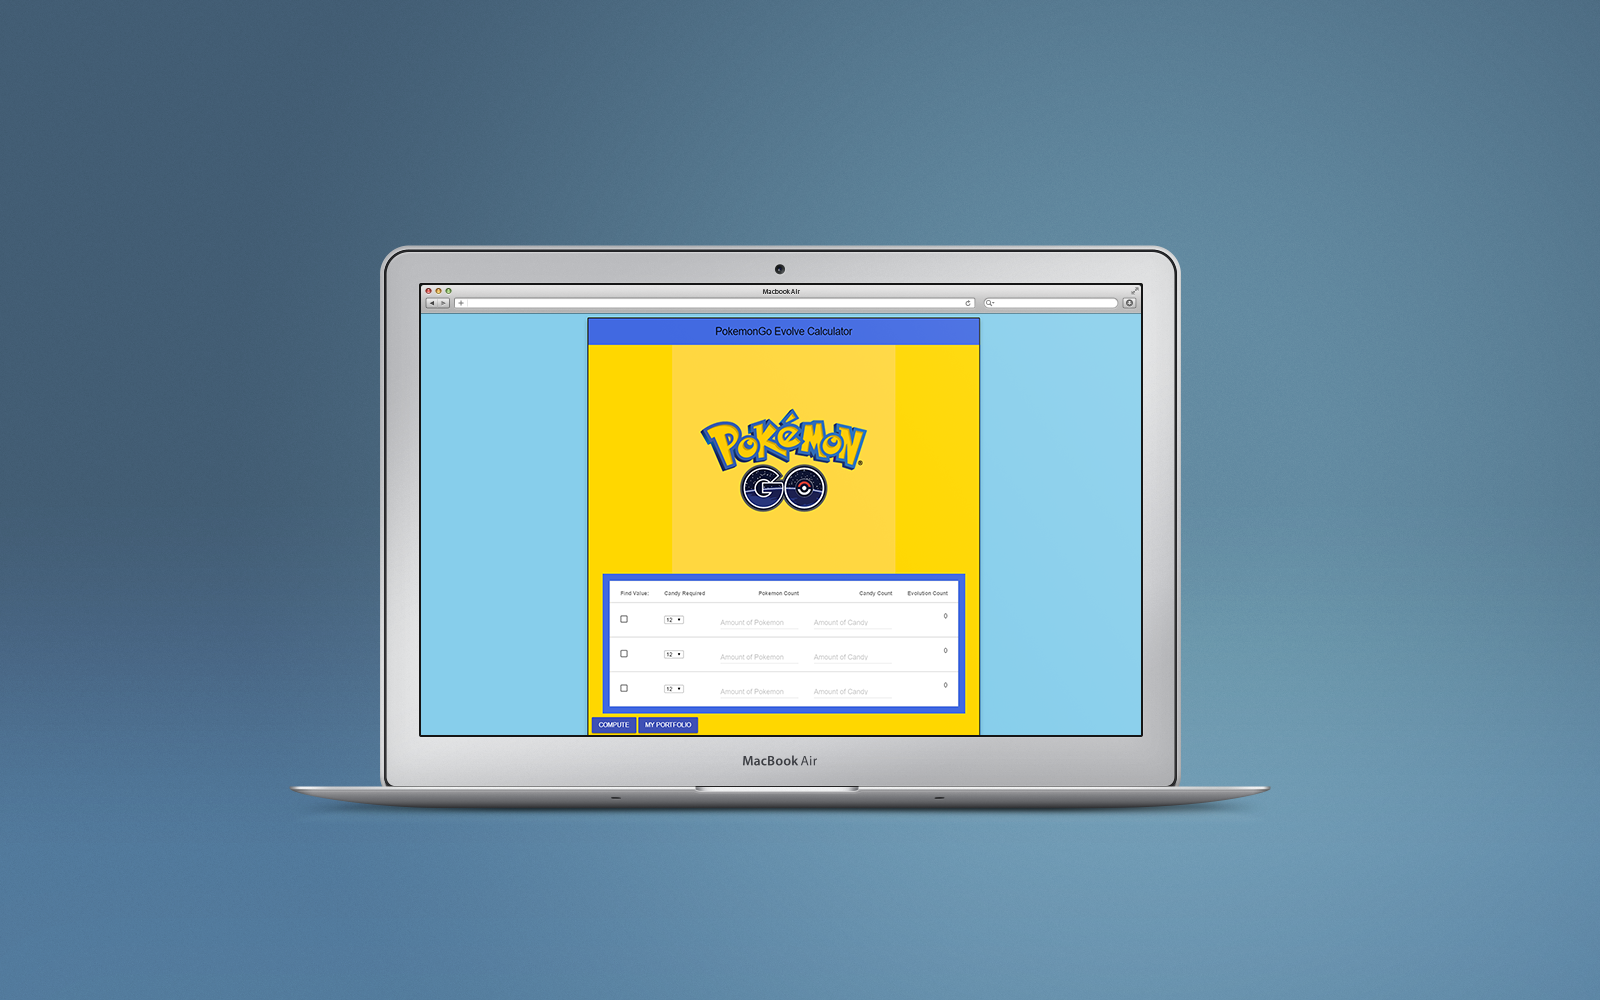 MacbookAir
PokemonGo Evolve Calculator
POKéMON
GO
Find Value: Candy Required Pokemon Count Candy Count Evolution Count
12 Amount of Pokemon Amount of Candy 0
12 Amount of Pokemon Amount of Candy 0
12 Amount of Pokemon Amount of Candy 0
COMPUTE MY PORTFOLIO
MacBook Air